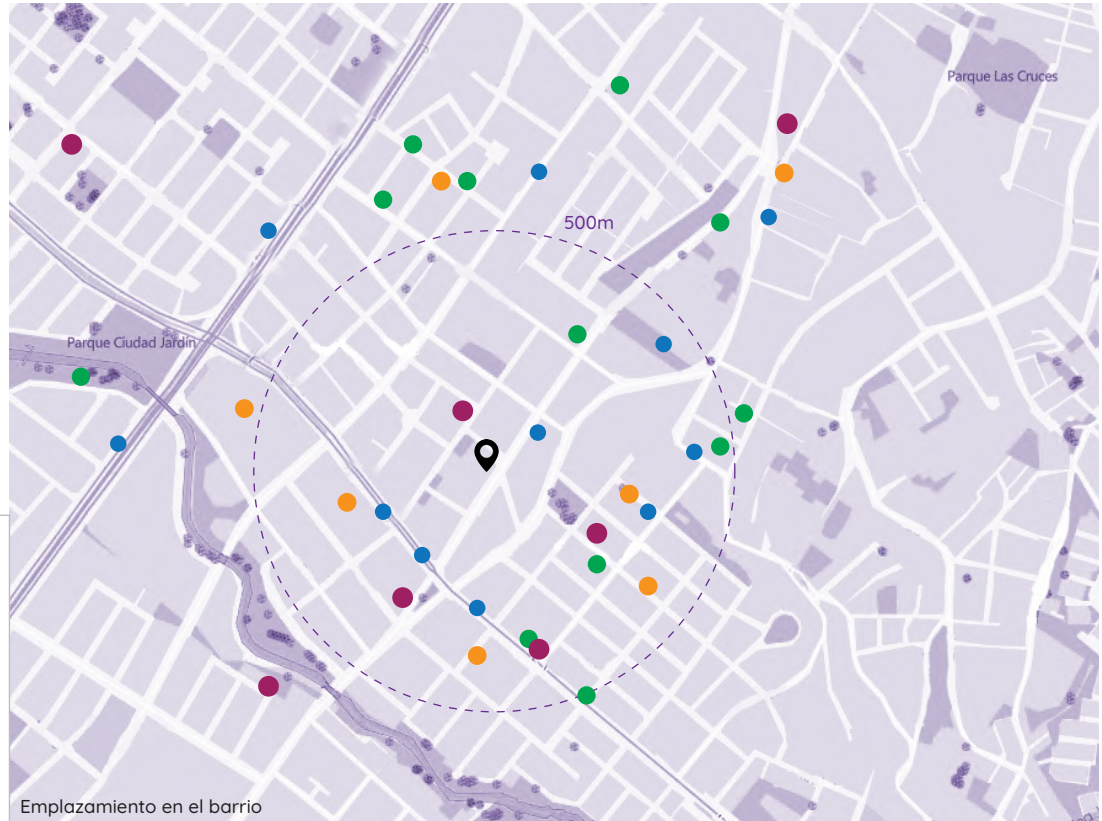 Parque Las Cruces
500m
Parque Ciudad Jardín
Emplazamiento en el barrio